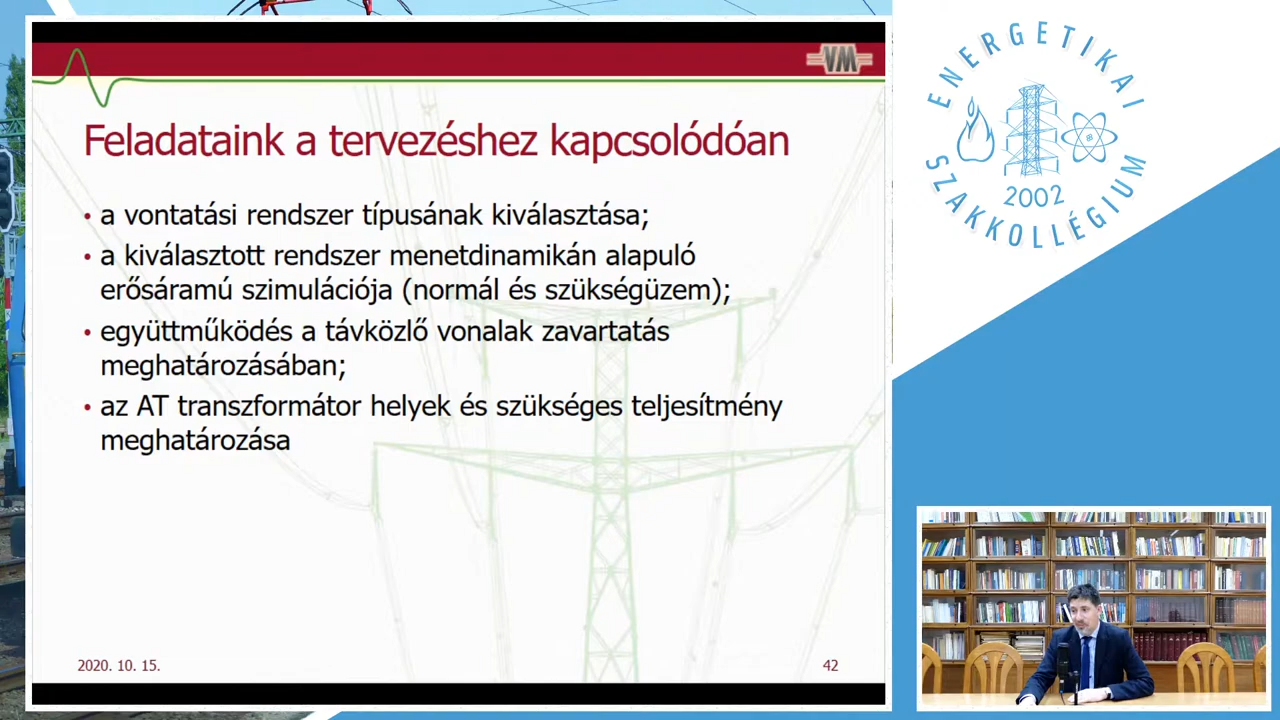 VM
Feladataink a tervezéshez kapcsolódóan
• a vontatási rendszer típusának kiválasztása;
• a kiválasztott rendszer menetdinamikán alapuló
erősáramú szimulációja (normál és szükségüzem);
• együttműködés a távközlő vonalak zavartatás
meghatározásában;
• az AT transzformátor helyek és szükséges teljesítmény
meghatározása
2020. 10. 15.
42
ENERGETIKAI
SZAKKOLLÉGIUM
2002